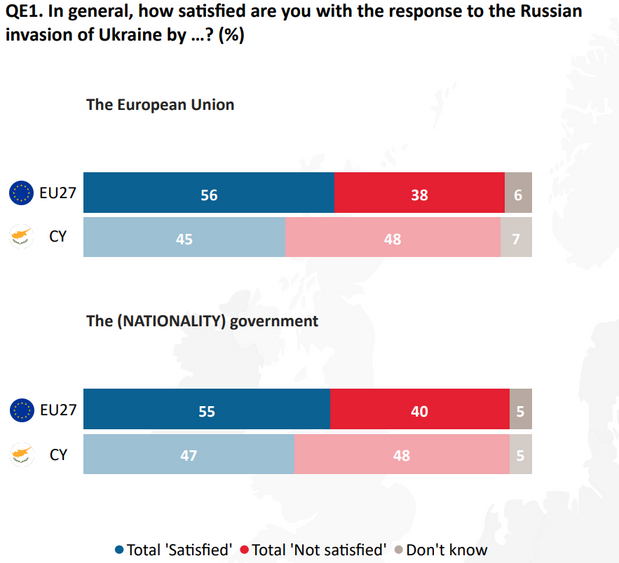 QE1. In general, how satisfied are you with the response to the Russian
invasion of Ukraine by ...? (%)
The European Union
EU27 56 38 6
CY 45 48 7
The (NATIONALITY) government
EU27 55 40 5
CY 47 48 5
Total 'Satisfied' Total 'Not satisfied' Don't know